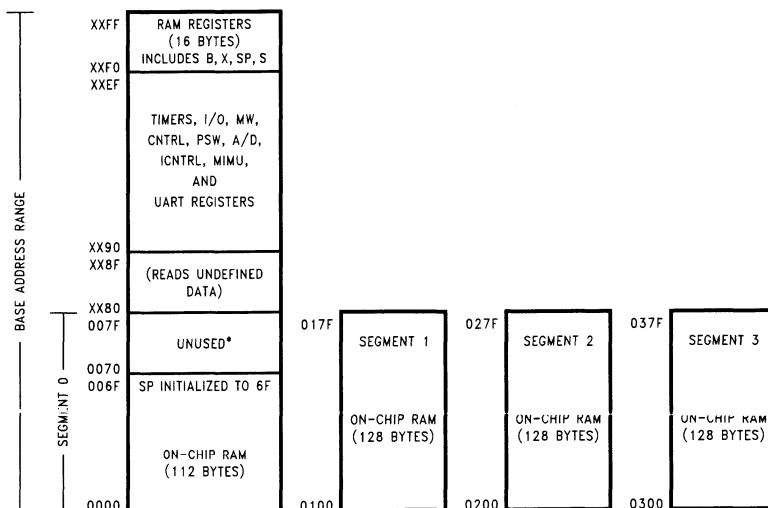 XXFF
RAM REGISTERS
(16 BYTES)
INCLUDES B, X, SP, S
XXF0
XXEF
TIMERS, I/O, MW,
CNTRL, PSW, A/D,
ICNTRL, MIMU,
AND
UART REGISTERS
XX90
XX8F
(READS UNDEFINED
DATA)
XX80
007F
UNUSED*
0070
006F
SP INITIALIZED TO 6F
ON-CHIP RAM
(112 BYTES)
0000
BASE ADDRESS RANGE
SEGMENT 0
017F
SEGMENT 1
ON-CHIP RAM
(128 BYTES)
0100
027F
SEGMENT 2
ON-CHIP RAM
(128 BYTES)
0200
037F
SEGMENT 3
ON-CHIP RAM
(128 BYTES)
0300